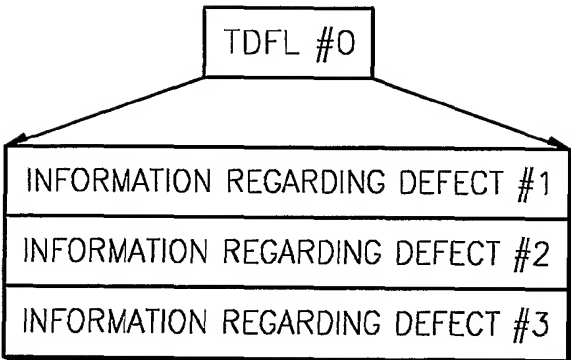 TDFL #0
INFORMATION REGARDING DEFECT #1
INFORMATION REGARDING DEFECT #2
INFORMATION REGARDING DEFECT #3